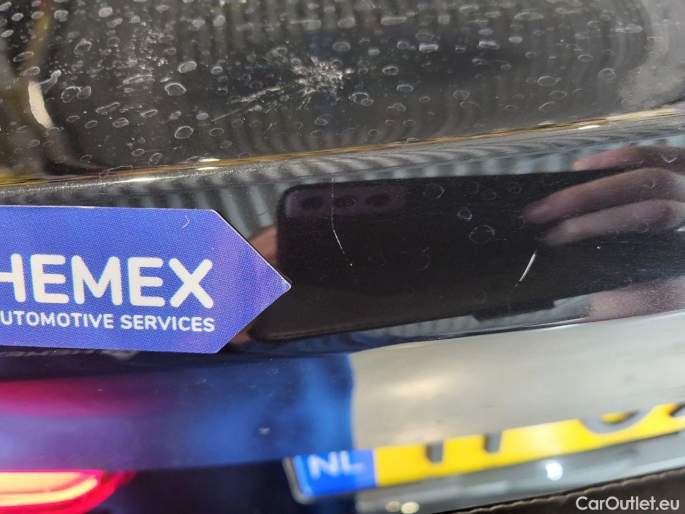 HEMEX
AUTOMOTIVE SERVICES
NL
CarOutlet.eu